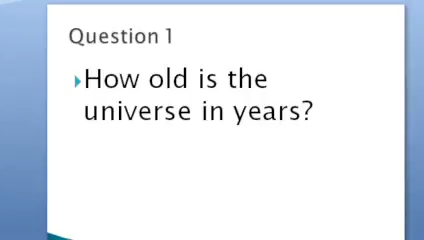 Question 1
How old is the
universe in years?